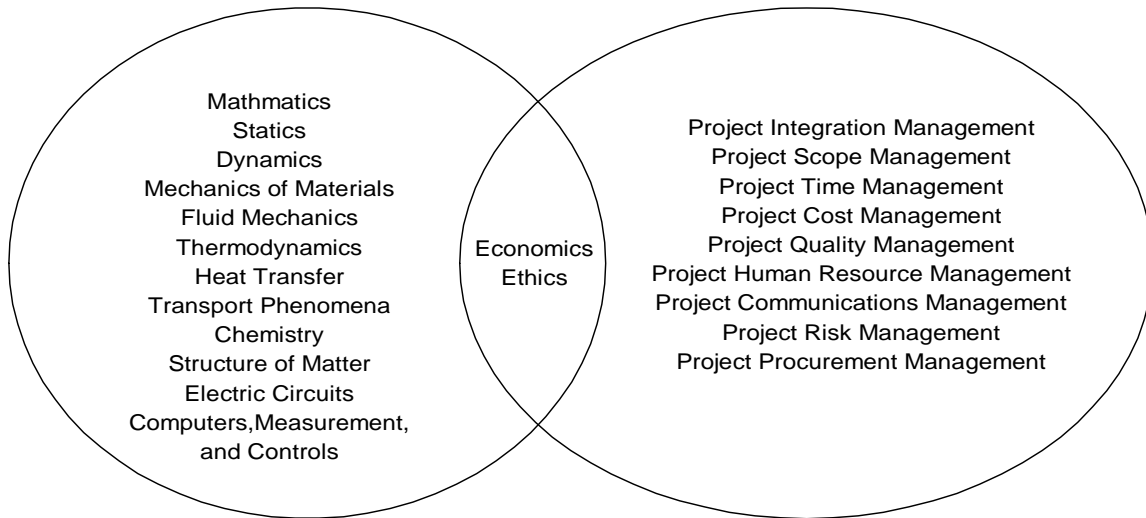 Mathmatics
Statics
Dynamics
Mechanics of Materials
Fluid Mechanics
Thermodynamics
Heat Transfer
Transport Phenomena
Chemistry
Structure of Matter
Electric Circuits
Computers,Measurement,
and Controls
Economics
Ethics
Project Integration Management
Project Scope Management
Project Time Management
Project Cost Management
Project Quality Management
Project Human Resource Management
Project Communications Management
Project Risk Management
Project Procurement Management